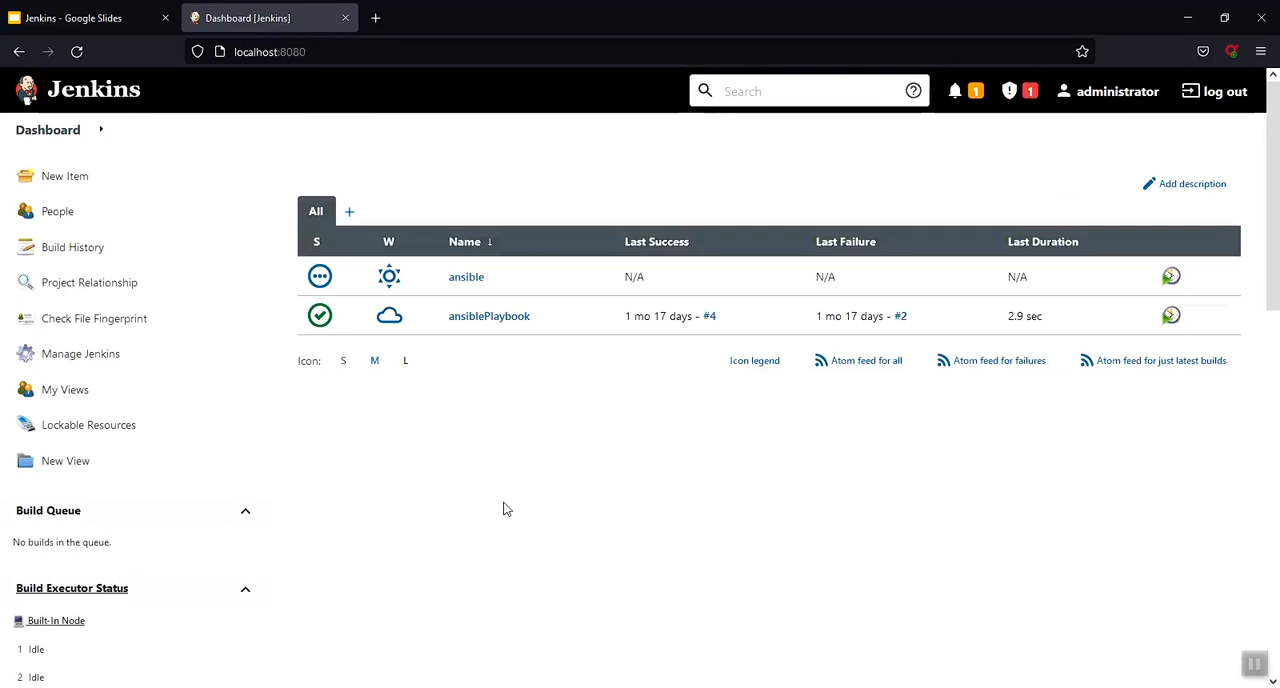 Jenkins - Google Slides
Dashboard [Jenkins]
localhost:8080
Jenkins
Search
1
1
administrator
log out
Dashboard
New Item
People
Build History
Project Relationship
Check File Fingerprint
Manage Jenkins
My Views
Lockable Resources
New View
Build Queue
No builds in the queue.
Build Executor Status
Built-In Node
1 Idle
2 Idle
Add description
All +
S W Name ↓ Last Success Last Failure Last Duration
ansible N/A N/A N/A
ansiblePlaybook 1 mo 17 days - #4 1 mo 17 days - #2 2.9 sec
Icon: S M L
Icon legend Atom feed for all Atom feed for failures Atom feed for just latest builds